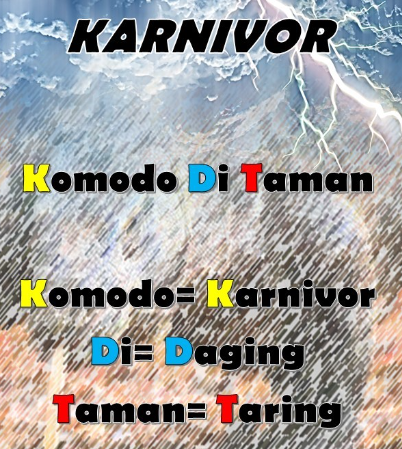 KARNIVOR
Komodo Di Taman
Komodo= Karnivor
Di= Daging
Taman= Taring